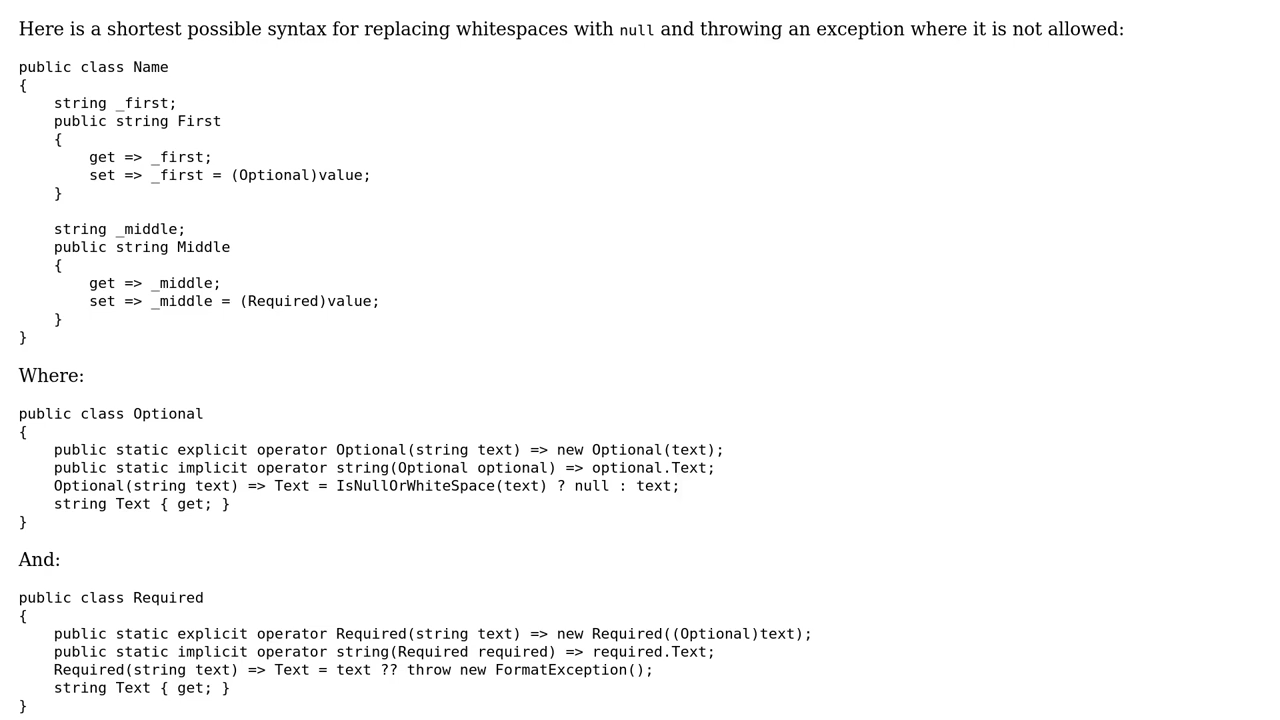 Here is a shortest possible syntax for replacing whitespaces with null and throwing an exception where it is not allowed:
public class Name
{
    string _first;
    public string First
    {
        get => _first;
        set => _first = (Optional)value;
    }

    string _middle;
    public string Middle
    {
        get => _middle;
        set => _middle = (Required)value;
    }
}
Where:
public class Optional
{
    public static explicit operator Optional(string text) => new Optional(text);
    public static implicit operator string(Optional optional) => optional.Text;
    Optional(string text) => Text = IsNullOrWhiteSpace(text) ? null : text;
    string Text { get; }
}
And:
public class Required
{
    public static explicit operator Required(string text) => new Required((Optional)text);
    public static implicit operator string(Required required) => required.Text;
    Required(string text) => Text = text ?? throw new FormatException();
    string Text { get; }
}